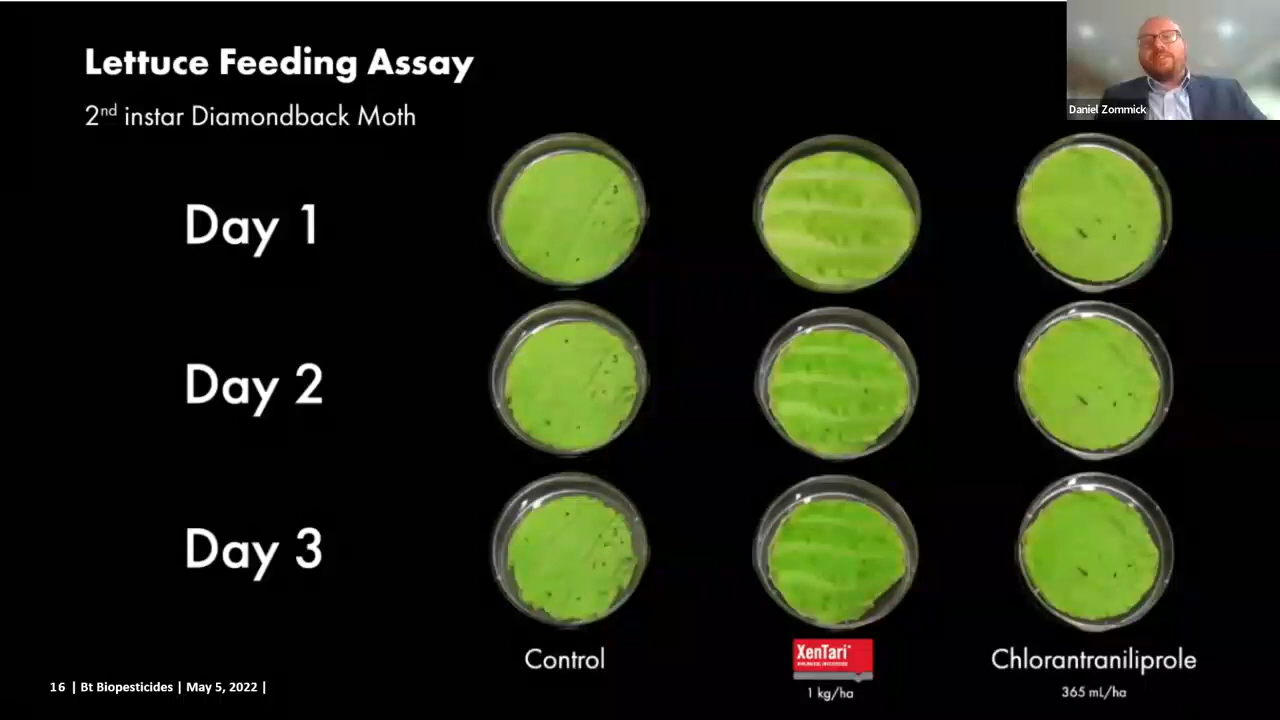 Lettuce Feeding Assay
2nd instar Diamondback Moth
Daniel Zommick
Day 1
Day 2
Day 3
Control
XenTari
1 kg/ha
Chlorantraniliprole
365 mL/ha
16 | Bt Biopesticides | May 5, 2022 |